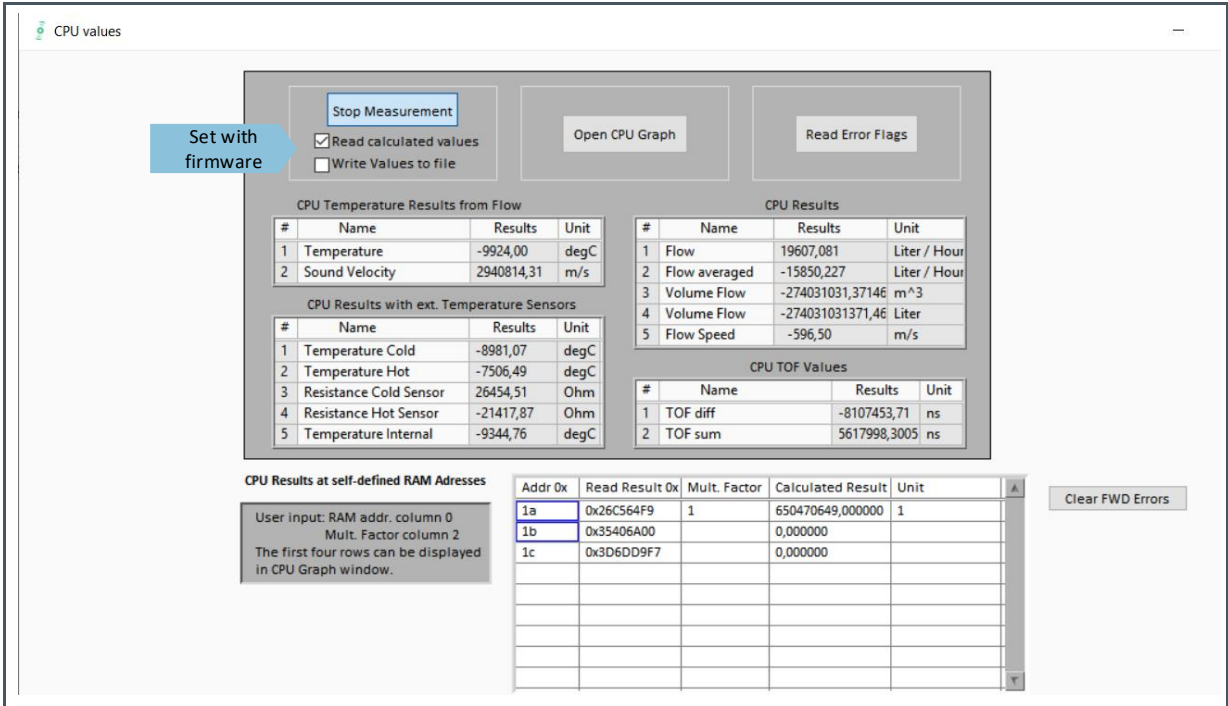 CPU values
Stop Measurement
Read calculated values
Write Values to file
Set with
firmware
Open CPU Graph
Read Error Flags
CPU Temperature Results from Flow
# Name Results Unit
1 Temperature -9924,00 degC
2 Sound Velocity 2940814,31 m/s
CPU Results with ext. Temperature Sensors
# Name Results Unit
1 Temperature Cold -8981,07 degC
2 Temperature Hot -7506,49 degC
3 Resistance Cold Sensor 26454,51 Ohm
4 Resistance Hot Sensor -21417,87 Ohm
5 Temperature Internal -9344,76 degC
CPU Results
# Name Results Unit
1 Flow 19607,081 Liter / Hour
2 Flow averaged -15850,227 Liter / Hour
3 Volume Flow -274031031,37146 m^3
4 Volume Flow -274031031371,46 Liter
5 Flow Speed -596,50 m/s
CPU TOF Values
# Name Results Unit
1 TOF diff -8107453,71 ns
2 TOF sum 5617998,3005 ns
CPU Results at self-defined RAM Adresses
User input: RAM addr. column 0
Mult. Factor column 2
The first four rows can be displayed
in CPU Graph window.
Addr 0x Read Result 0x Mult. Factor Calculated Result Unit
1a 0x26C564F9 1 650470649,000000 1
1b 0x35406A00 0,000000
1c 0x3D6DD9F7 0,000000
Clear FWD Errors